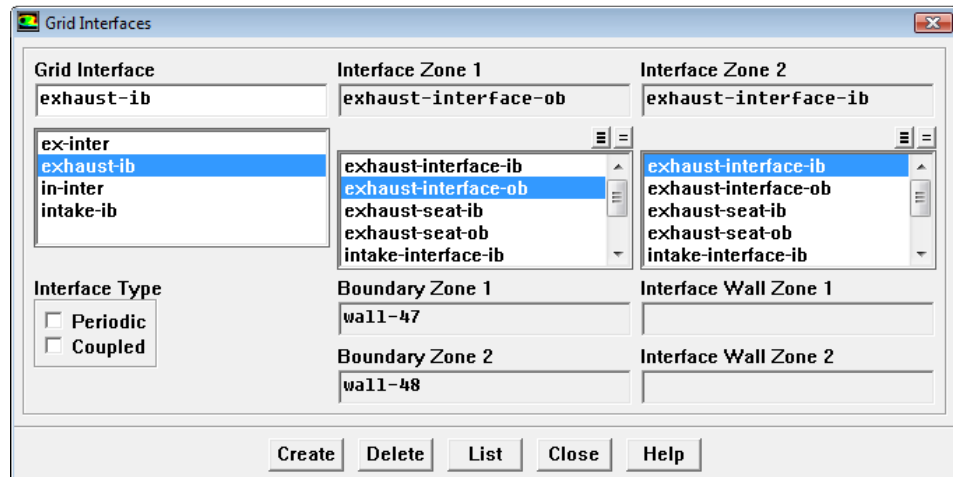 Grid Interfaces
Grid Interface
Interface Zone 1
Interface Zone 2
exhaust-ib
exhaust-interface-ob
exhaust-interface-ib
ex-inter
exhaust-ib
in-inter
intake-ib
exhaust-interface-ib
exhaust-interface-ob
exhaust-seat-ib
exhaust-seat-ob
intake-interface-ib
exhaust-interface-ib
exhaust-interface-ob
exhaust-seat-ib
exhaust-seat-ob
intake-interface-ib
Interface Type
Periodic
Coupled
Boundary Zone 1
wall-47
Interface Wall Zone 1
Boundary Zone 2
wall-48
Interface Wall Zone 2
Create
Delete
List
Close
Help